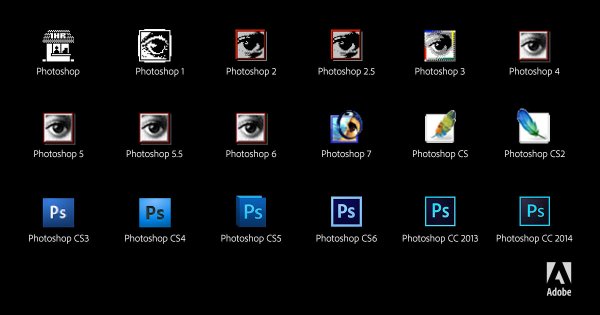 Photoshop
Photoshop 1
Photoshop 2
Photoshop 2.5
Photoshop 3
Photoshop 4
Photoshop 5
Photoshop 5.5
Photoshop 6
Photoshop 7
Photoshop CS
Photoshop CS2
Ps
Ps
Ps
Ps
Ps
Ps
Photoshop CS3
Photoshop CS4
Photoshop CS5
Photoshop CS6
Photoshop CC 2013
Photoshop CC 2014
Adobe